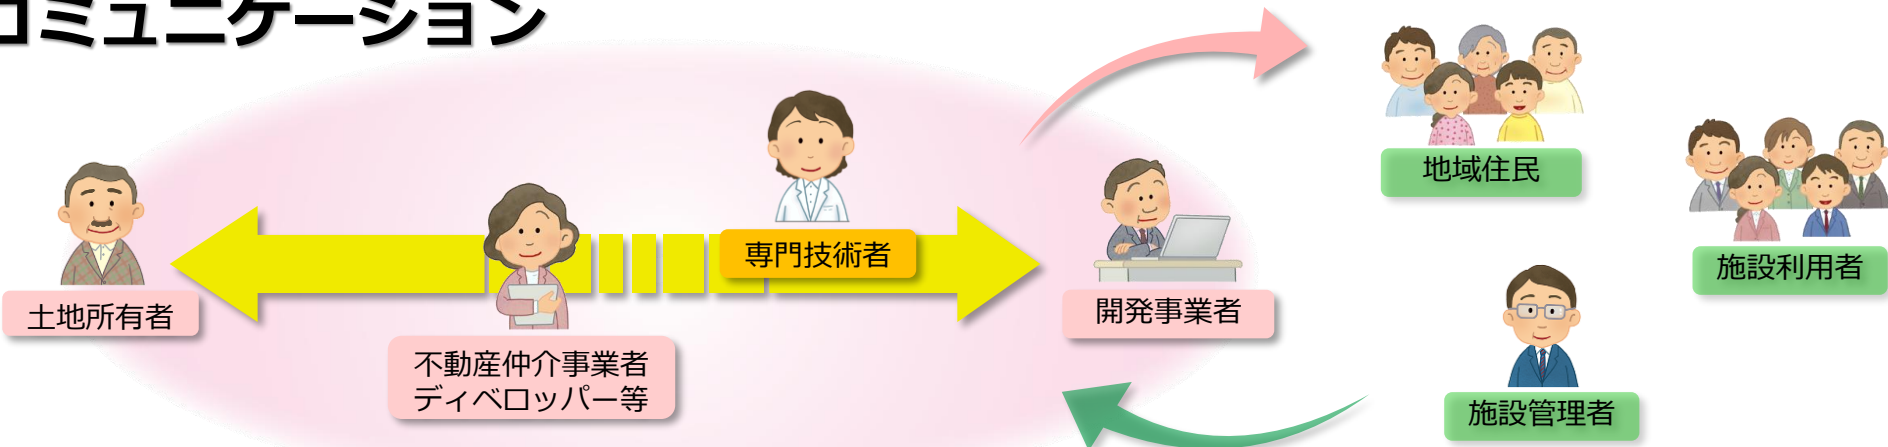 コミュニケーション
地域住民
専門技術者
施設利用者
土地所有者
開発事業者
不動産仲介事業者
ディベロッパー等
施設管理者